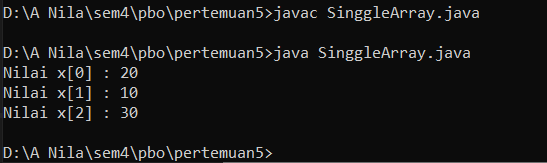 D:\A Nila\sem4\pbo\pertemuan5>javac SinggleArray.java
D:\A Nila\sem4\pbo\pertemuan5>java SinggleArray.java
Nilai x[0] : 20
Nilai x[1] : 10
Nilai x[2] : 30
D:\A Nila\sem4\pbo\pertemuan5>